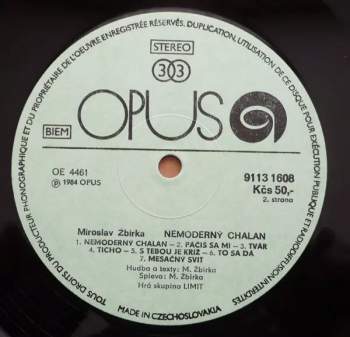 TOUS DROITS DU PRODUCTEUR PHONOGRAPHIQUE ET DU PROPRIÉTAIRE DE L'OEUVRE ENREGISTRÉE RÉSERVÉS. DUPLICATION, UTILISATION DE CE DISQUE POUR EXÉCUTION PUBLIQUE ET RADIODIFFUSION INTERDITES
STEREO
33
OPUS
BIEM
OE 4461
Ⓟ 1984 OPUS
9113 1608
Kčs 50,-
2. strana
Miroslav Žbirka NEMODERNÝ CHALAN
1. NEMODERNÝ CHALAN – 2. PÁČIŠ SA MI – 3. TVÁR
4. TICHO – 5. S TEBOU JE KRÍŽ – 6. TO SA DÁ
7. MESAČNÝ SVIT
Hudba a texty: M. Žbirka
Spieva: M. Žbirka
Hrá skupina LIMIT
MADE IN CZECHOSLOVAKIA